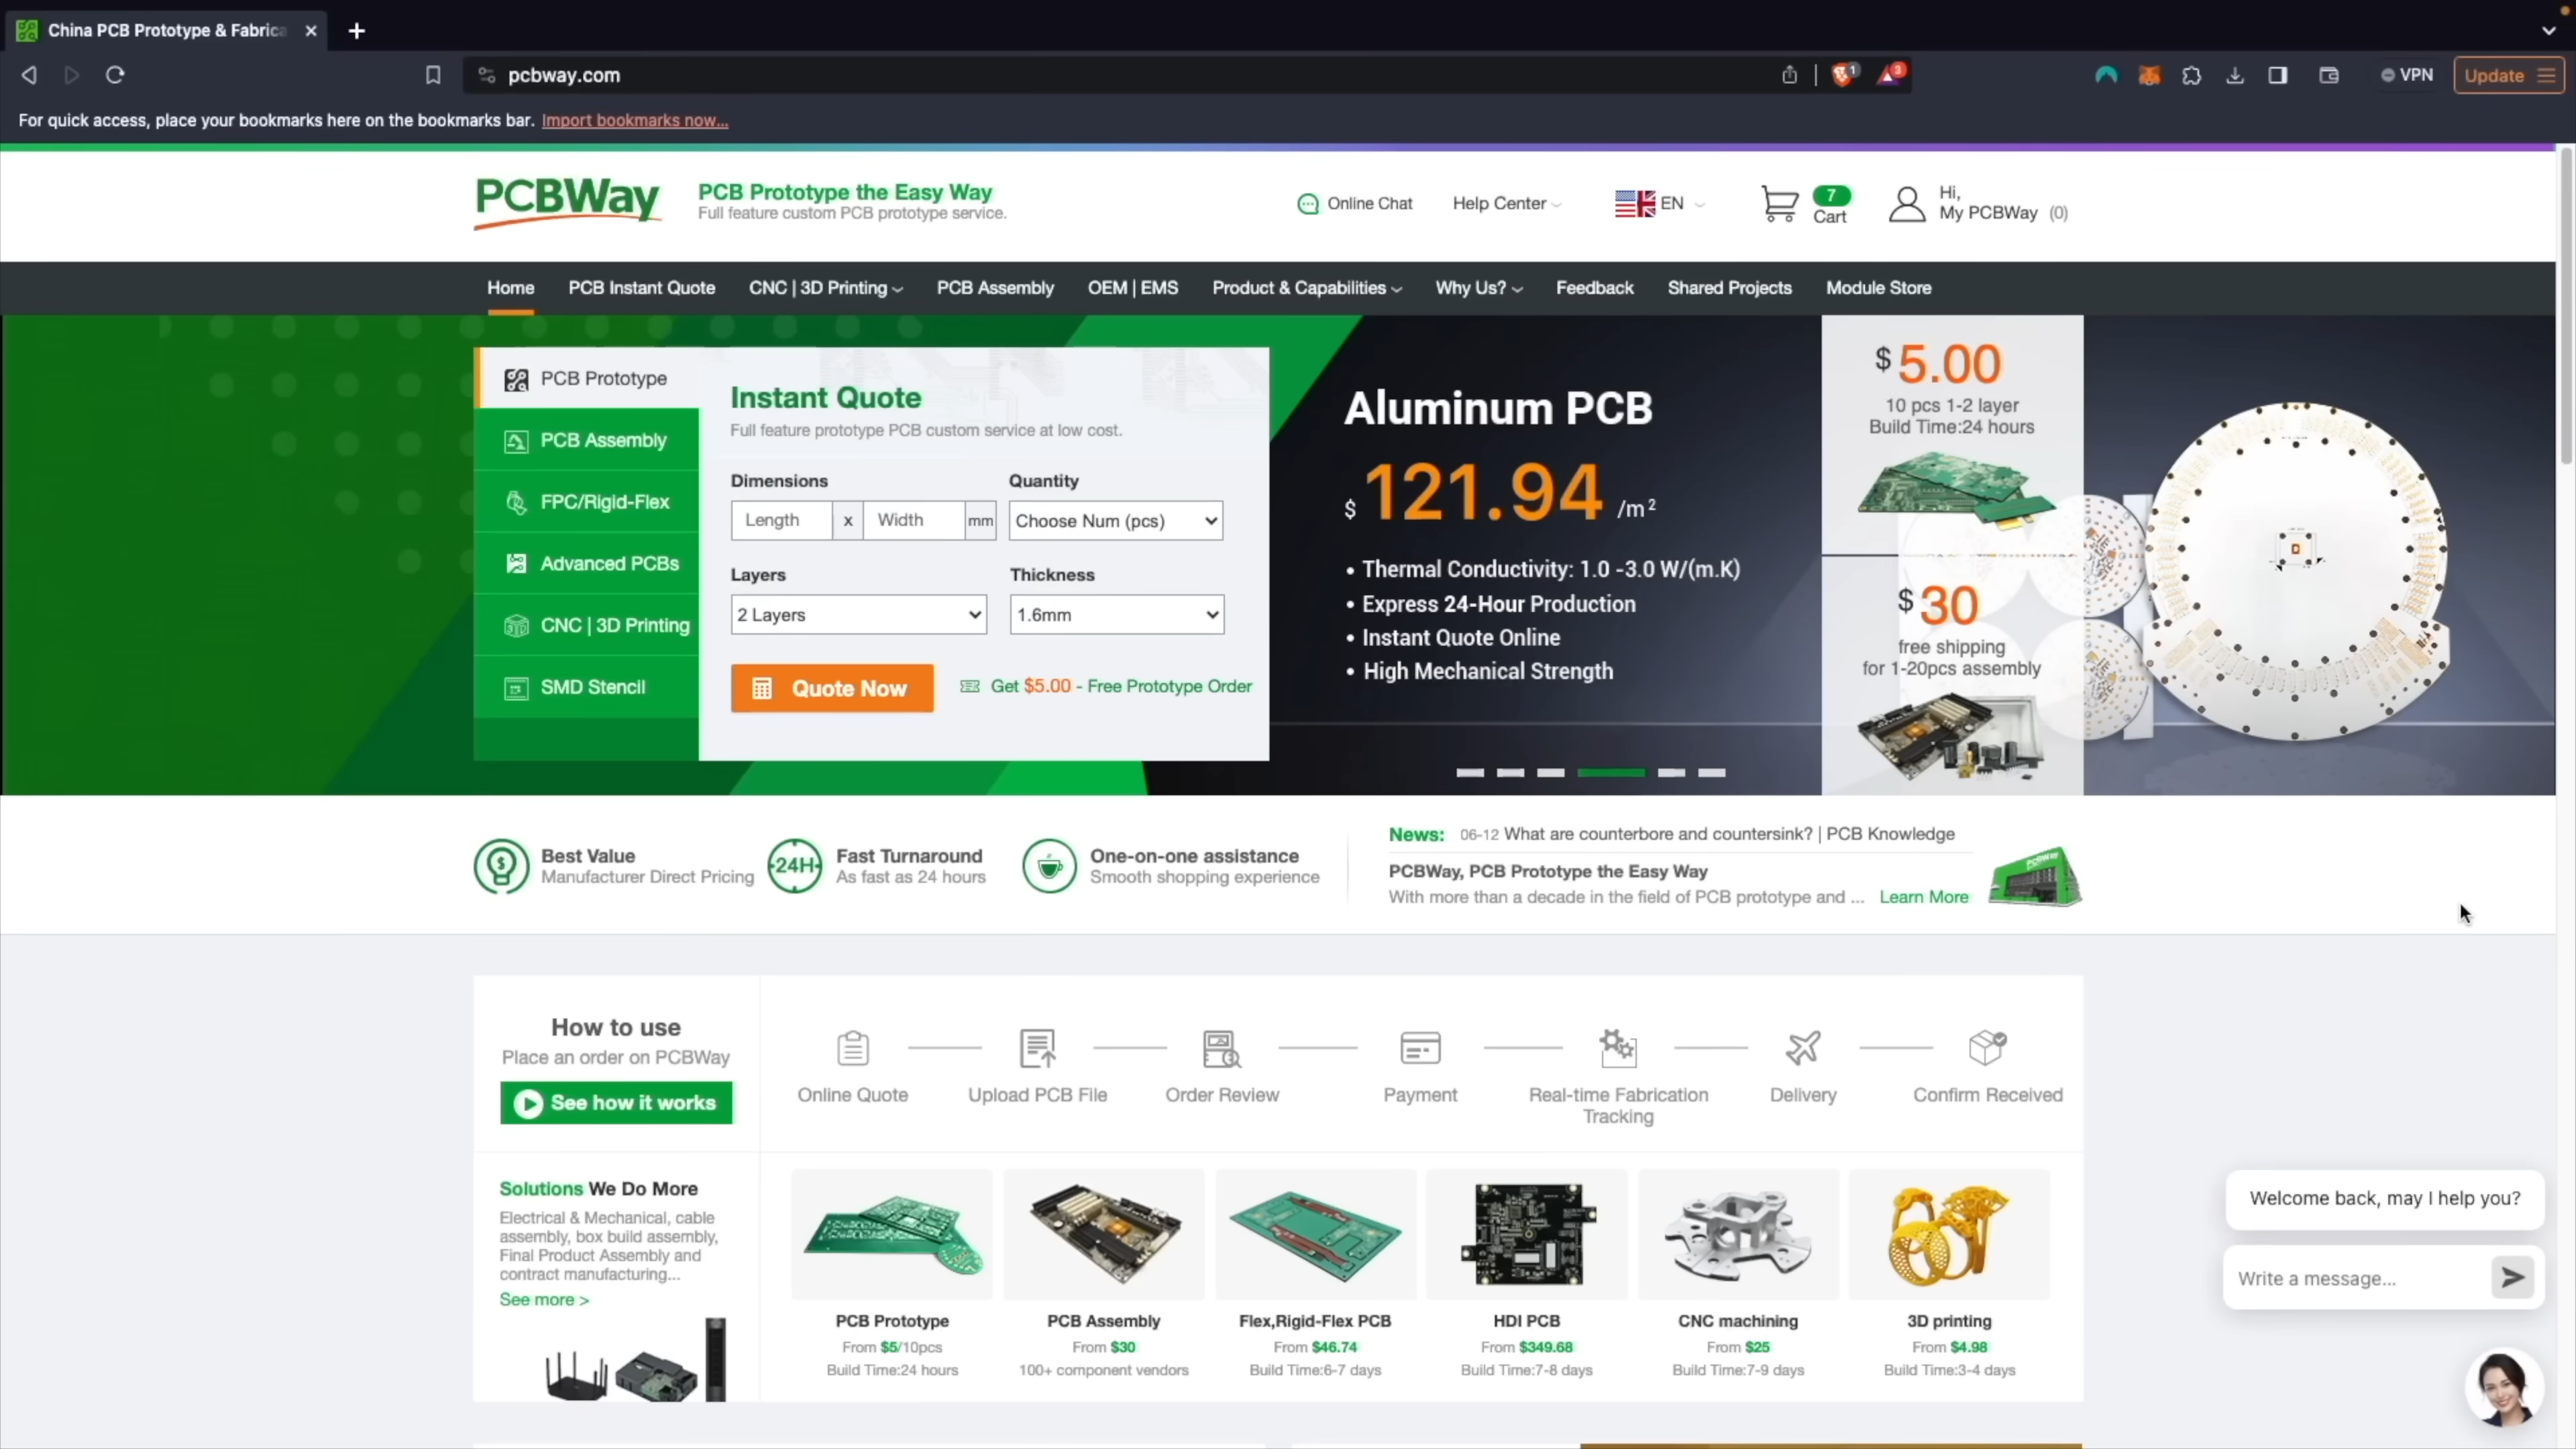 China PCB Prototype & Fabrica
pcbway.com
1
3
VPN
Update
For quick access, place your bookmarks here on the bookmarks bar. Import bookmarks now...
PCBWay
PCB Prototype the Easy Way
Full feature custom PCB prototype service.
Online Chat
Help Center
EN
7
Cart
Hi,
My PCBWay (0)
Home
PCB Instant Quote
CNC | 3D Printing
PCB Assembly
OEM | EMS
Product & Capabilities
Why Us?
Feedback
Shared Projects
Module Store
PCB Prototype
PCB Assembly
FPC/Rigid-Flex
Advanced PCBs
CNC | 3D Printing
SMD Stencil
Instant Quote
Full feature prototype PCB custom service at low cost.
Dimensions
Quantity
Length x Width mm
Choose Num (pcs)
Layers
Thickness
2 Layers
1.6mm
Quote Now
Get $5.00 - Free Prototype Order
Aluminum PCB
$ 121.94 /m²
• Thermal Conductivity: 1.0 -3.0 W/(m.K)
• Express 24-Hour Production
• Instant Quote Online
• High Mechanical Strength
$ 5.00
10 pcs 1-2 layer
Build Time:24 hours
$ 30
free shipping
for 1-20pcs assembly
Best Value
Manufacturer Direct Pricing
24H
Fast Turnaround
As fast as 24 hours
One-on-one assistance
Smooth shopping experience
News: 06-12 What are counterbore and countersink? | PCB Knowledge
PCBWay, PCB Prototype the Easy Way
With more than a decade in the field of PCB prototype and ... Learn More
PCBWay
How to use
Place an order on PCBWay
See how it works
Online Quote
Upload PCB File
Order Review
Payment
Real-time Fabrication
Tracking
Delivery
Confirm Received
Solutions We Do More
Electrical & Mechanical, cable
assembly, box build assembly,
Final Product Assembly and
contract manufacturing...
See more >
PCB Prototype
From $5/10pcs
Build Time:24 hours
PCB Assembly
From $30
100+ component vendors
Flex,Rigid-Flex PCB
From $46.74
Build Time:6-7 days
HDI PCB
From $349.68
Build Time:7-8 days
CNC machining
From $25
Build Time:7-9 days
3D printing
From $4.98
Build Time:3-4 days
Welcome back, may I help you?
Write a message...